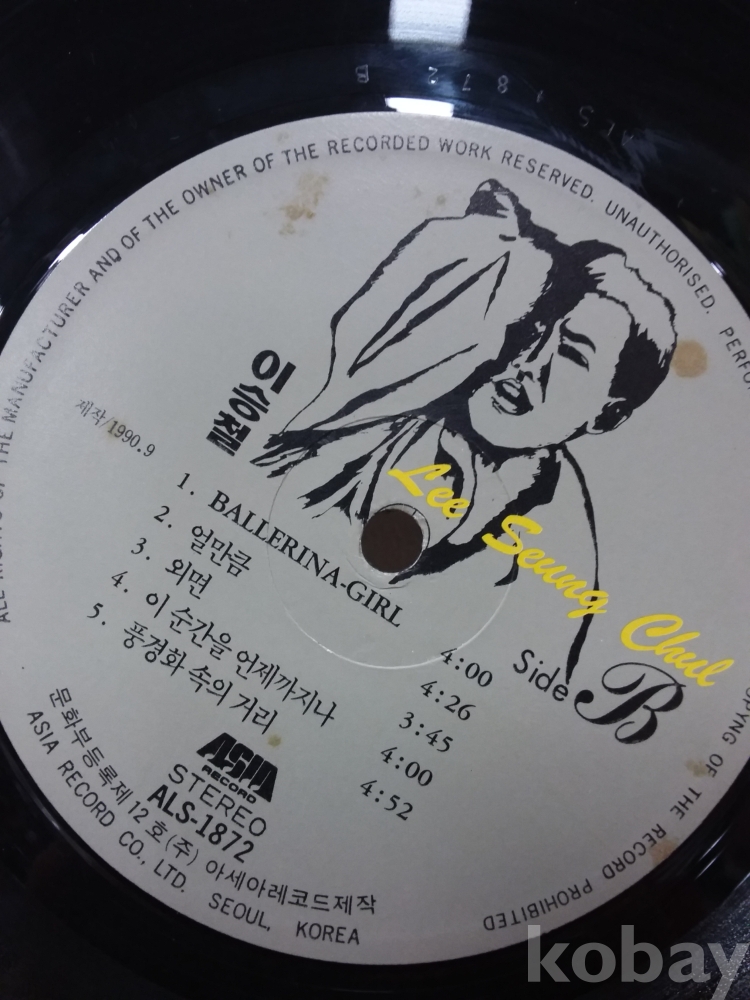 ALS 1872 B
ALL RIGHTS OF THE MANUFACTURER AND OF THE OWNER OF THE RECORDED WORK RESERVED. UNAUTHORISED. PERFO
PYING OF THE RECORD PROHIBITED
이승철
제작/1990.9
Lee Seung Chul
Side B
1. BALLERINA-GIRL 4:00
2. 얼만큼 4:26
3. 외면 3:45
4. 이 순간을 언제까지나 4:00
5. 풍경화 속의 거리 4:52
ASIA
RECORD
STEREO
ALS-1872
문화부등록제 12 호 (주) 아세아레코드제작
ASIA RECORD CO., LTD. SEOUL, KOREA
kobay